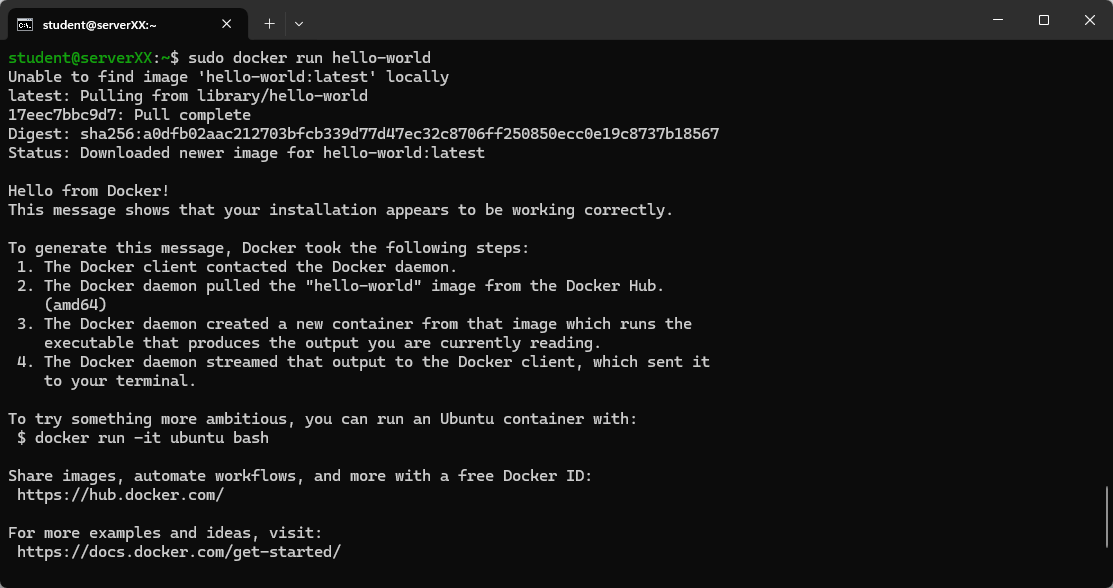 student@serverXX:~
student@serverXX:~$ sudo docker run hello-world
Unable to find image 'hello-world:latest' locally
latest: Pulling from library/hello-world
17eec7bbc9d7: Pull complete
Digest: sha256:a0dfb02aac212703bfcb339d77d47ec32c8706ff250850ecc0e19c8737b18567
Status: Downloaded newer image for hello-world:latest

Hello from Docker!
This message shows that your installation appears to be working correctly.

To generate this message, Docker took the following steps:
 1. The Docker client contacted the Docker daemon.
 2. The Docker daemon pulled the "hello-world" image from the Docker Hub.
    (amd64)
 3. The Docker daemon created a new container from that image which runs the
    executable that produces the output you are currently reading.
 4. The Docker daemon streamed that output to the Docker client, which sent it
    to your terminal.

To try something more ambitious, you can run an Ubuntu container with:
 $ docker run -it ubuntu bash

Share images, automate workflows, and more with a free Docker ID:
 https://hub.docker.com/

For more examples and ideas, visit:
 https://docs.docker.com/get-started/